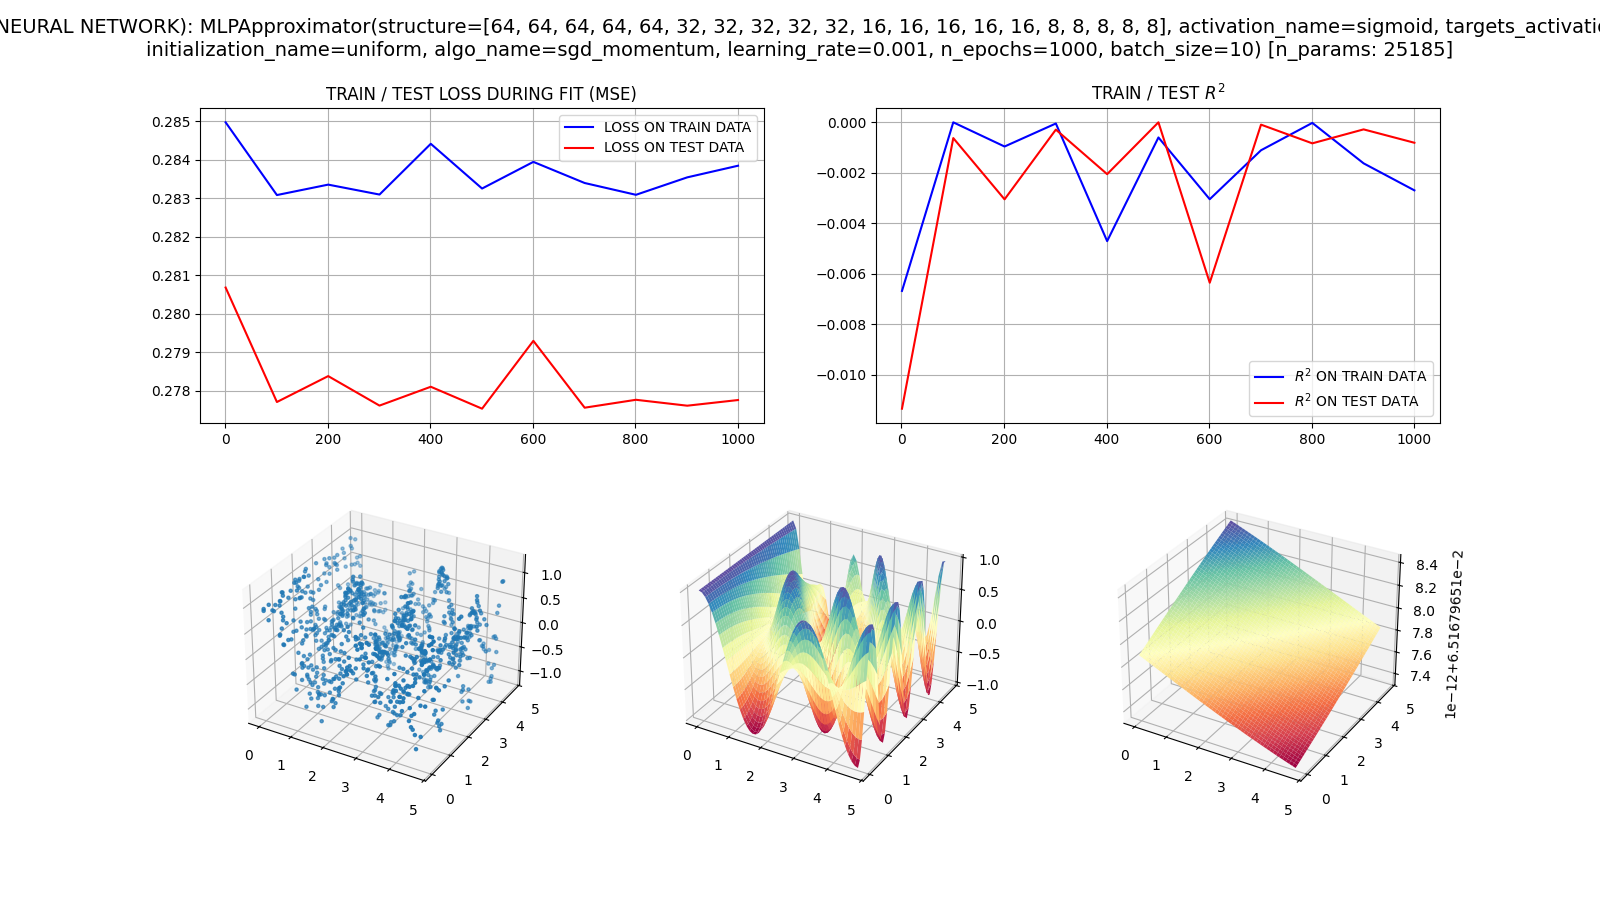 NEURAL NETWORK): MLPApproximator(structure=[64, 64, 64, 64, 64, 32, 32, 32, 32, 32, 16, 16, 16, 16, 16, 8, 8, 8, 8, 8], activation_name=sigmoid, targets_activatio
initialization_name=uniform, algo_name=sgd_momentum, learning_rate=0.001, n_epochs=1000, batch_size=10) [n_params: 25185]
TRAIN / TEST LOSS DURING FIT (MSE)
0.285
0.284
0.283
0.282
0.281
0.280
0.279
0.278
LOSS ON TRAIN DATA
LOSS ON TEST DATA
0 200 400 600 800 1000
TRAIN / TEST R²
0.000
−0.002
−0.004
−0.006
−0.008
−0.010
R² ON TRAIN DATA
R² ON TEST DATA
0 200 400 600 800 1000
1.0
0.5
0.0
−0.5
−1.0
0 1 2 3 4 5
0 1 2 3 4 5
1.0
0.5
0.0
−0.5
−1.0
0 1 2 3 4 5
0 1 2 3 4 5
8.4
8.2
8.0
7.8
7.6
7.4
1e−12+6.51679651e−2
0 1 2 3 4 5
0 1 2 3 4 5